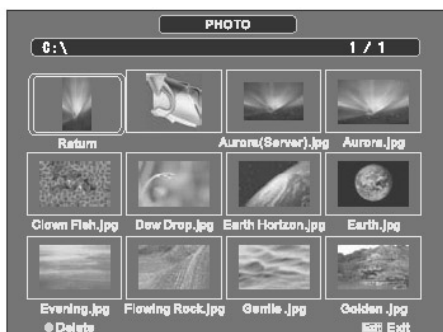 PHOTO
C:\ 1 / 1
Return Aurora(Server).jpg Aurora.jpg
Clown Fish.jpg Dew Drop.jpg Earth Horizon.jpg Earth.jpg
Evening.jpg Flowing Rock.jpg Gentle .jpg Golden .jpg
Delete Exit Exit